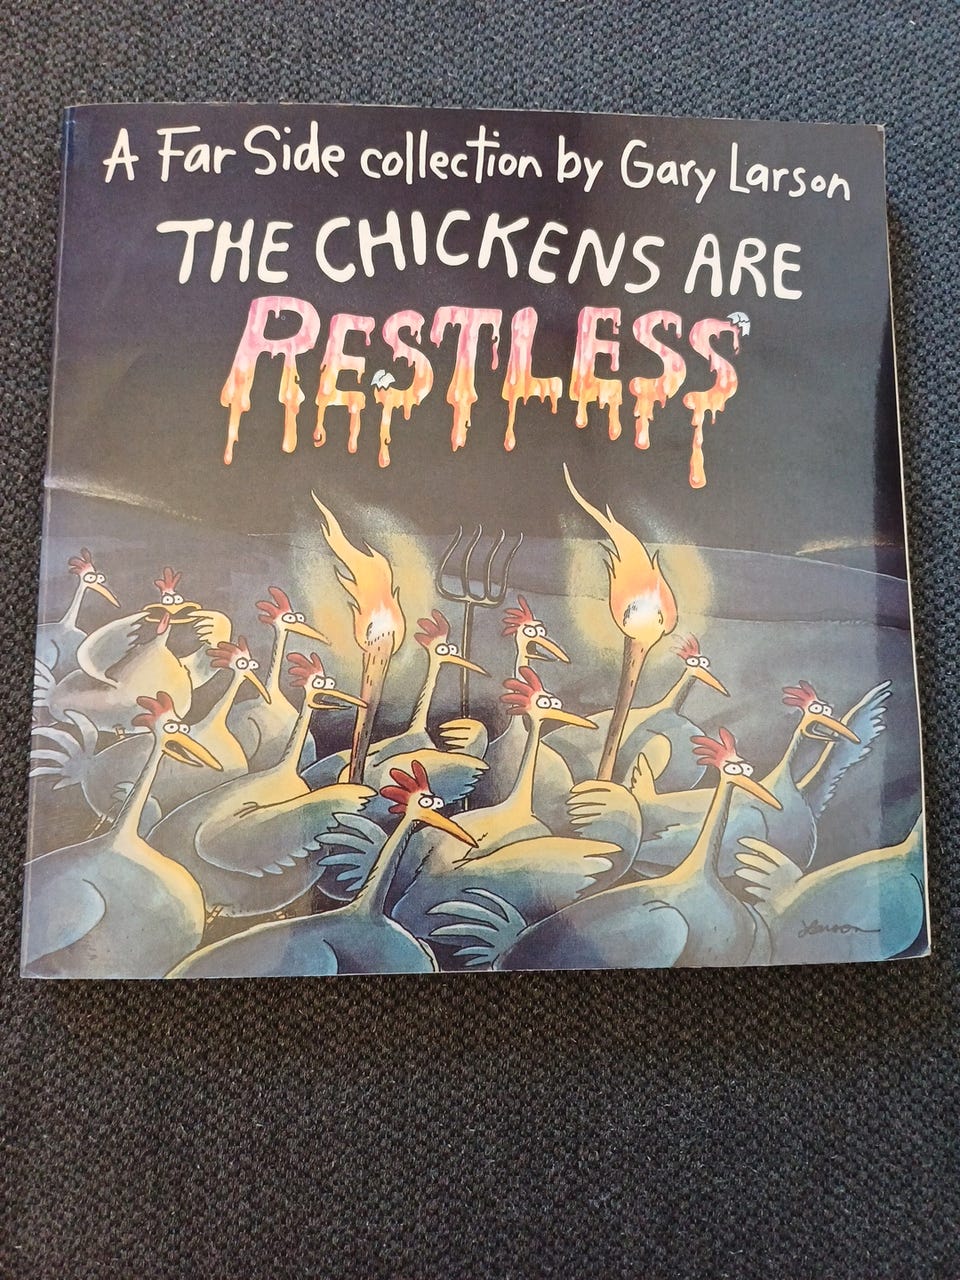 A Far Side collection by Gary Larson
THE CHICKENS ARE
RESTLESS
Larson